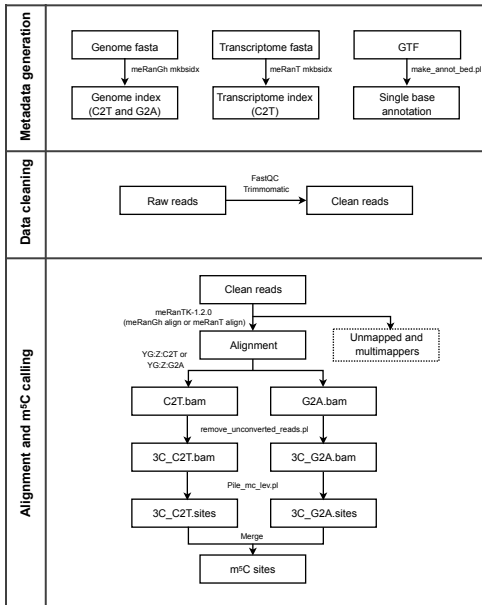 Metadada generation
Genome fasta
Transcriptome fasta
GTF
meRanGh mkbsidx
meRanT mkbsidx
make_annot_bed.pl
Genome index
(C2T and G2A)
Transcriptome index
(C2T)
Single base
annotation
Data cleaning
FastQC
Trimmomatic
Raw reads
Clean reads
Alignment and m⁵C calling
Clean reads
meRanTK-1.2.0
(meRanGh align or meRanT align)
Alignment
Unmapped and
multimappers
YG:Z:C2T or
YG:Z:G2A
C2T.bam
G2A.bam
remove_unconverted_reads.pl
3C_C2T.bam
3C_G2A.bam
Pile_mc_lev.pl
3C_C2T.sites
3C_G2A.sites
Merge
m⁵C sites